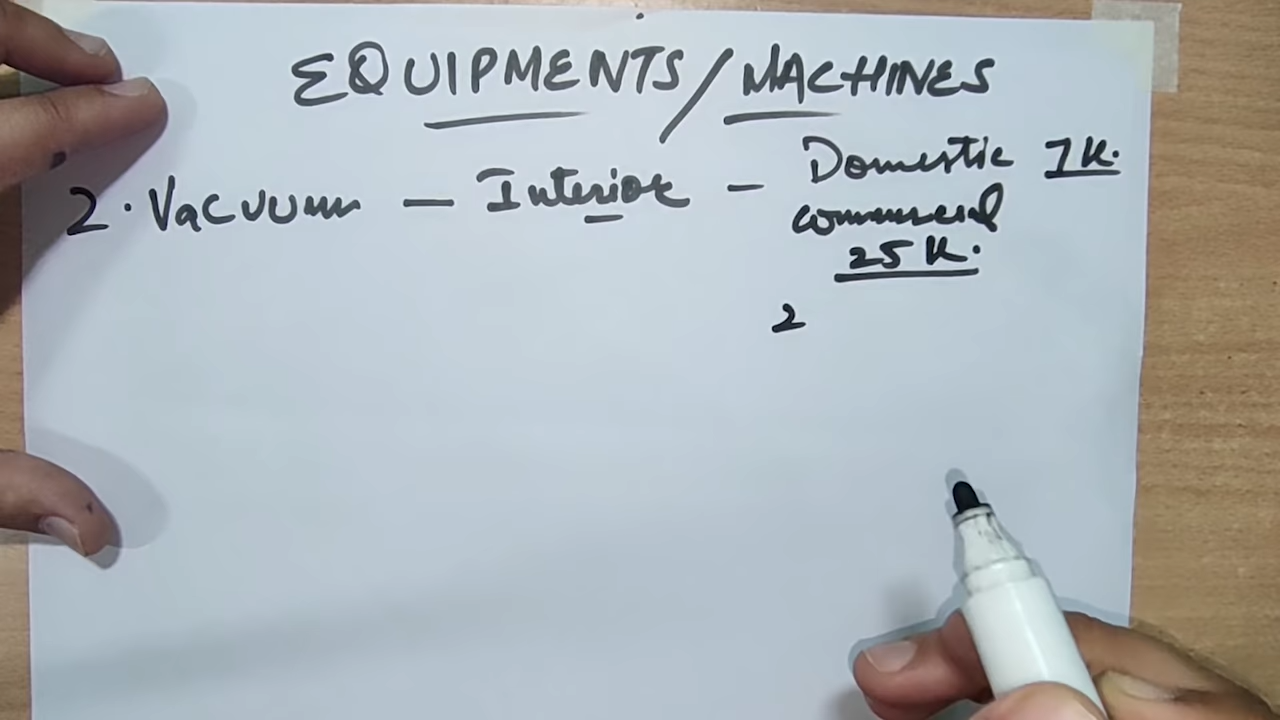 EQUIPMENTS/MACHINES
2. Vacuum — Interior — Domestic 7K.
commercial
25K.
2